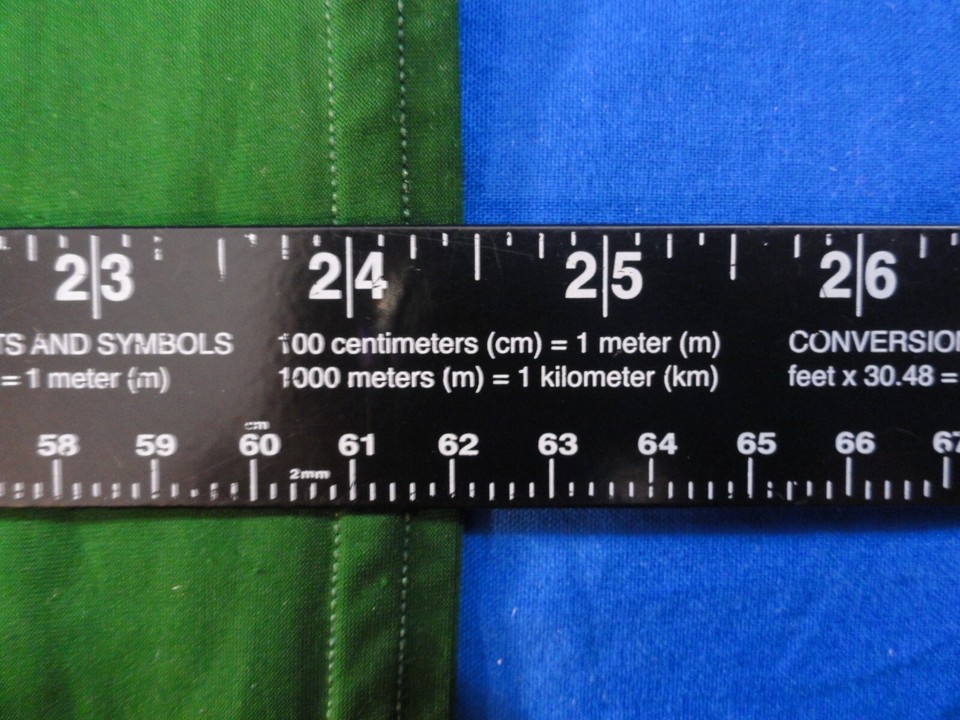 23 24 25 26
TS AND SYMBOLS 100 centimeters (cm) = 1 meter (m) CONVERSION
= 1 meter (m) 1000 meters (m) = 1 kilometer (km) feet x 30.48 =
cm
58 59 60 61 62 63 64 65 66 67
2mm